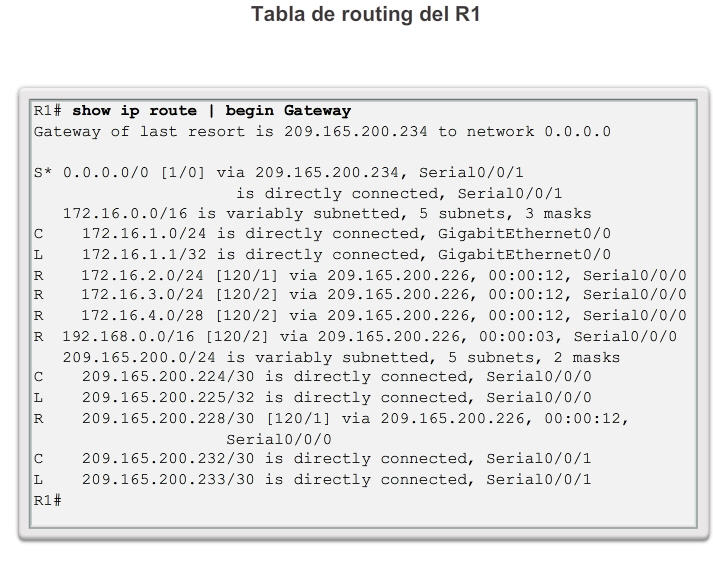 Tabla de routing del R1
R1# show ip route | begin Gateway
Gateway of last resort is 209.165.200.234 to network 0.0.0.0
S* 0.0.0.0/0 [1/0] via 209.165.200.234, Serial0/0/1
is directly connected, Serial0/0/1
172.16.0.0/16 is variably subnetted, 5 subnets, 3 masks
C 172.16.1.0/24 is directly connected, GigabitEthernet0/0
L 172.16.1.1/32 is directly connected, GigabitEthernet0/0
R 172.16.2.0/24 [120/1] via 209.165.200.226, 00:00:12, Serial0/0/0
R 172.16.3.0/24 [120/2] via 209.165.200.226, 00:00:12, Serial0/0/0
R 172.16.4.0/28 [120/2] via 209.165.200.226, 00:00:12, Serial0/0/0
R 192.168.0.0/16 [120/2] via 209.165.200.226, 00:00:03, Serial0/0/0
209.165.200.0/24 is variably subnetted, 5 subnets, 2 masks
C 209.165.200.224/30 is directly connected, Serial0/0/0
L 209.165.200.225/32 is directly connected, Serial0/0/0
R 209.165.200.228/30 [120/1] via 209.165.200.226, 00:00:12,
Serial0/0/0
C 209.165.200.232/30 is directly connected, Serial0/0/1
L 209.165.200.233/30 is directly connected, Serial0/0/1
R1#